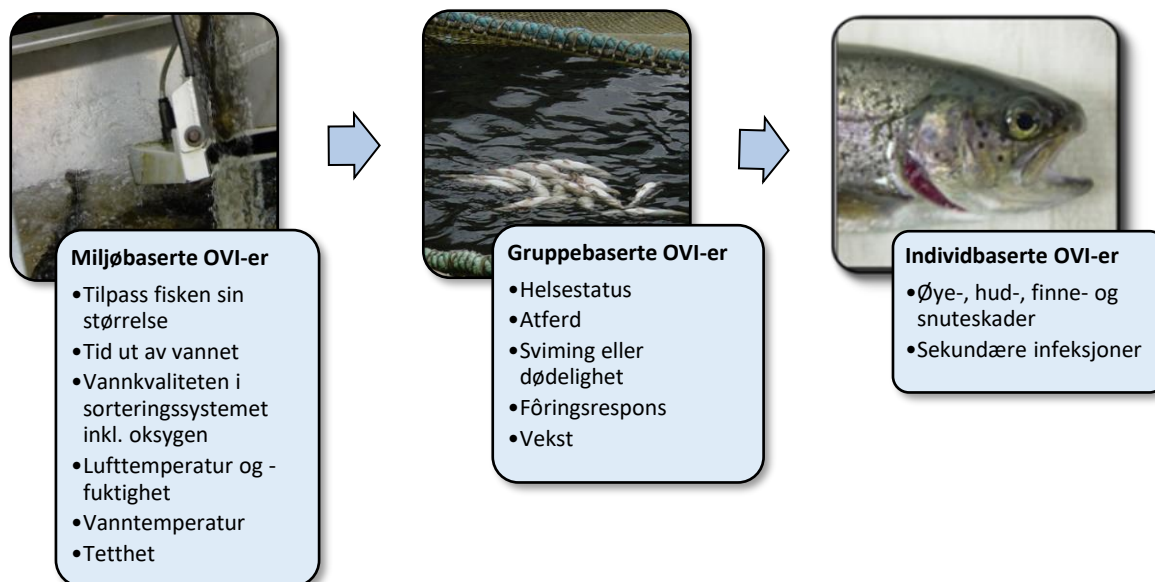 Miljøbaserte OVI-er
•Tilpass fisken sin
størrelse
•Tid ut av vannet
•Vannkvaliteten i
sorteringssystemet
inkl. oksygen
•Lufttemperatur og -
fuktighet
•Vanntemperatur
•Tetthet
Gruppebaserte OVI-er
•Helsestatus
•Atferd
•Sviming eller
dødelighet
•Fôringsrespons
•Vekst
Individbaserte OVI-er
•Øye-, hud-, finne- og
snuteskader
•Sekundære infeksjoner